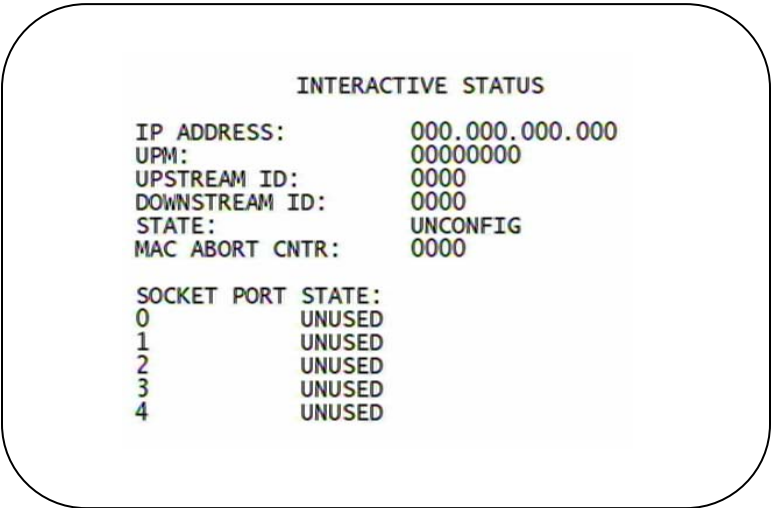 INTERACTIVE STATUS
IP ADDRESS: 000.000.000.000
UPM: 00000000
UPSTREAM ID: 0000
DOWNSTREAM ID: 0000
STATE: UNCONFIG
MAC ABORT CNTR: 0000
SOCKET PORT STATE:
0 UNUSED
1 UNUSED
2 UNUSED
3 UNUSED
4 UNUSED